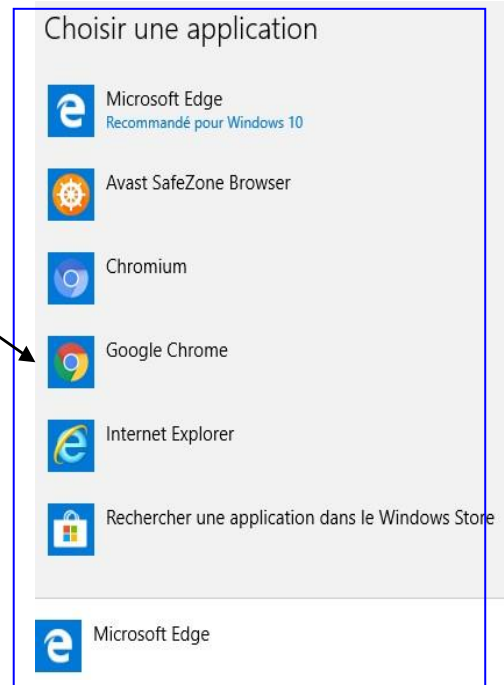 Choisir une application
Microsoft Edge
Recommandé pour Windows 10
Avast SafeZone Browser
Chromium
Google Chrome
Internet Explorer
Rechercher une application dans le Windows Store
Microsoft Edge